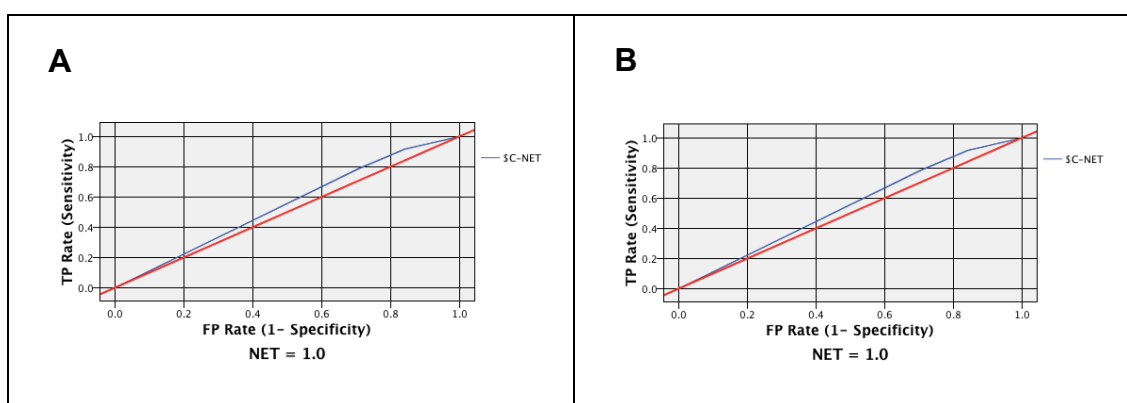 A
1.0
0.8
0.6
0.4
0.2
0.0
TP Rate (Sensitivity)
0.0 0.2 0.4 0.6 0.8 1.0
FP Rate (1- Specificity)
NET = 1.0
$C-NET
B
1.0
0.8
0.6
0.4
0.2
0.0
TP Rate (Sensitivity)
0.0 0.2 0.4 0.6 0.8 1.0
FP Rate (1- Specificity)
NET = 1.0
$C-NET